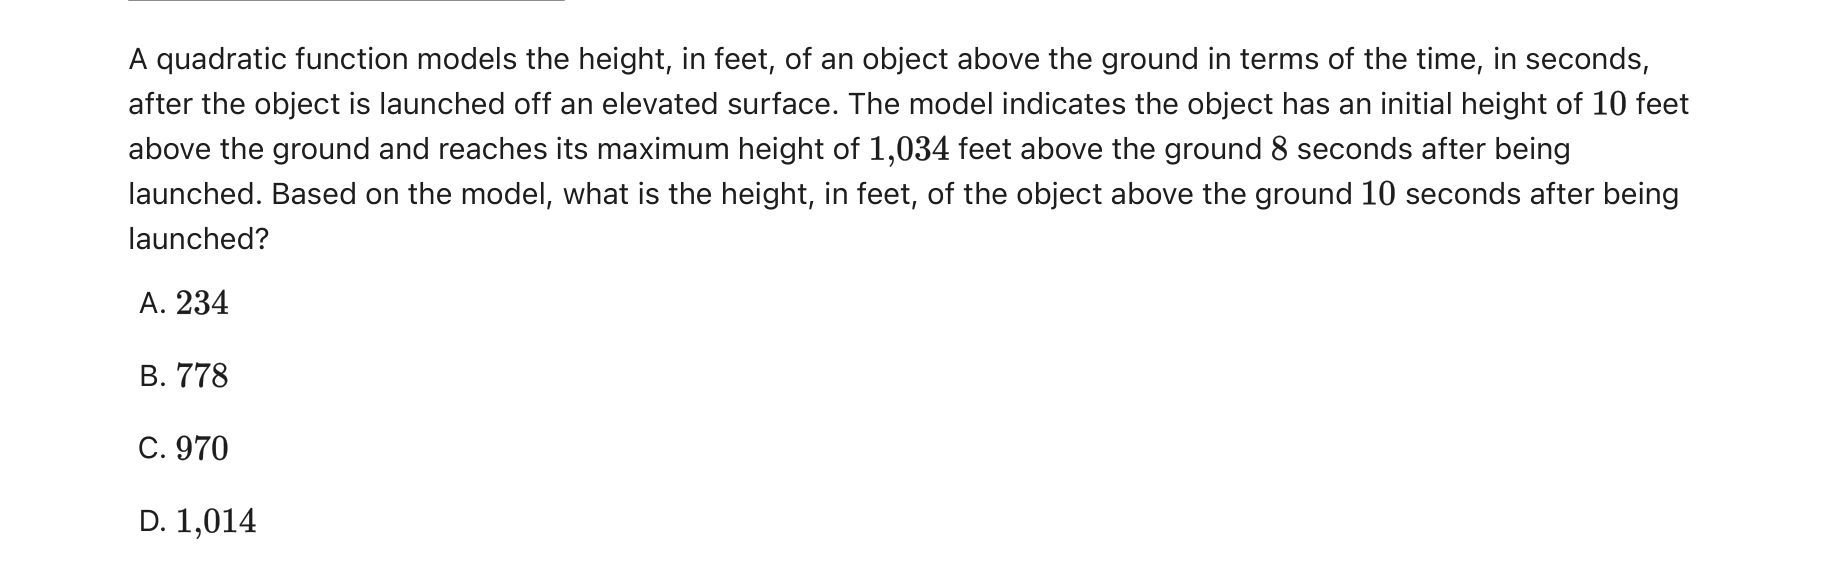 A quadratic function models the height, in feet, of an object above the ground in terms of the time, in seconds,
after the object is launched off an elevated surface. The model indicates the object has an initial height of 10 feet
above the ground and reaches its maximum height of 1,034 feet above the ground 8 seconds after being
launched. Based on the model, what is the height, in feet, of the object above the ground 10 seconds after being
launched?
A. 234
B. 778
C. 970
D. 1,014